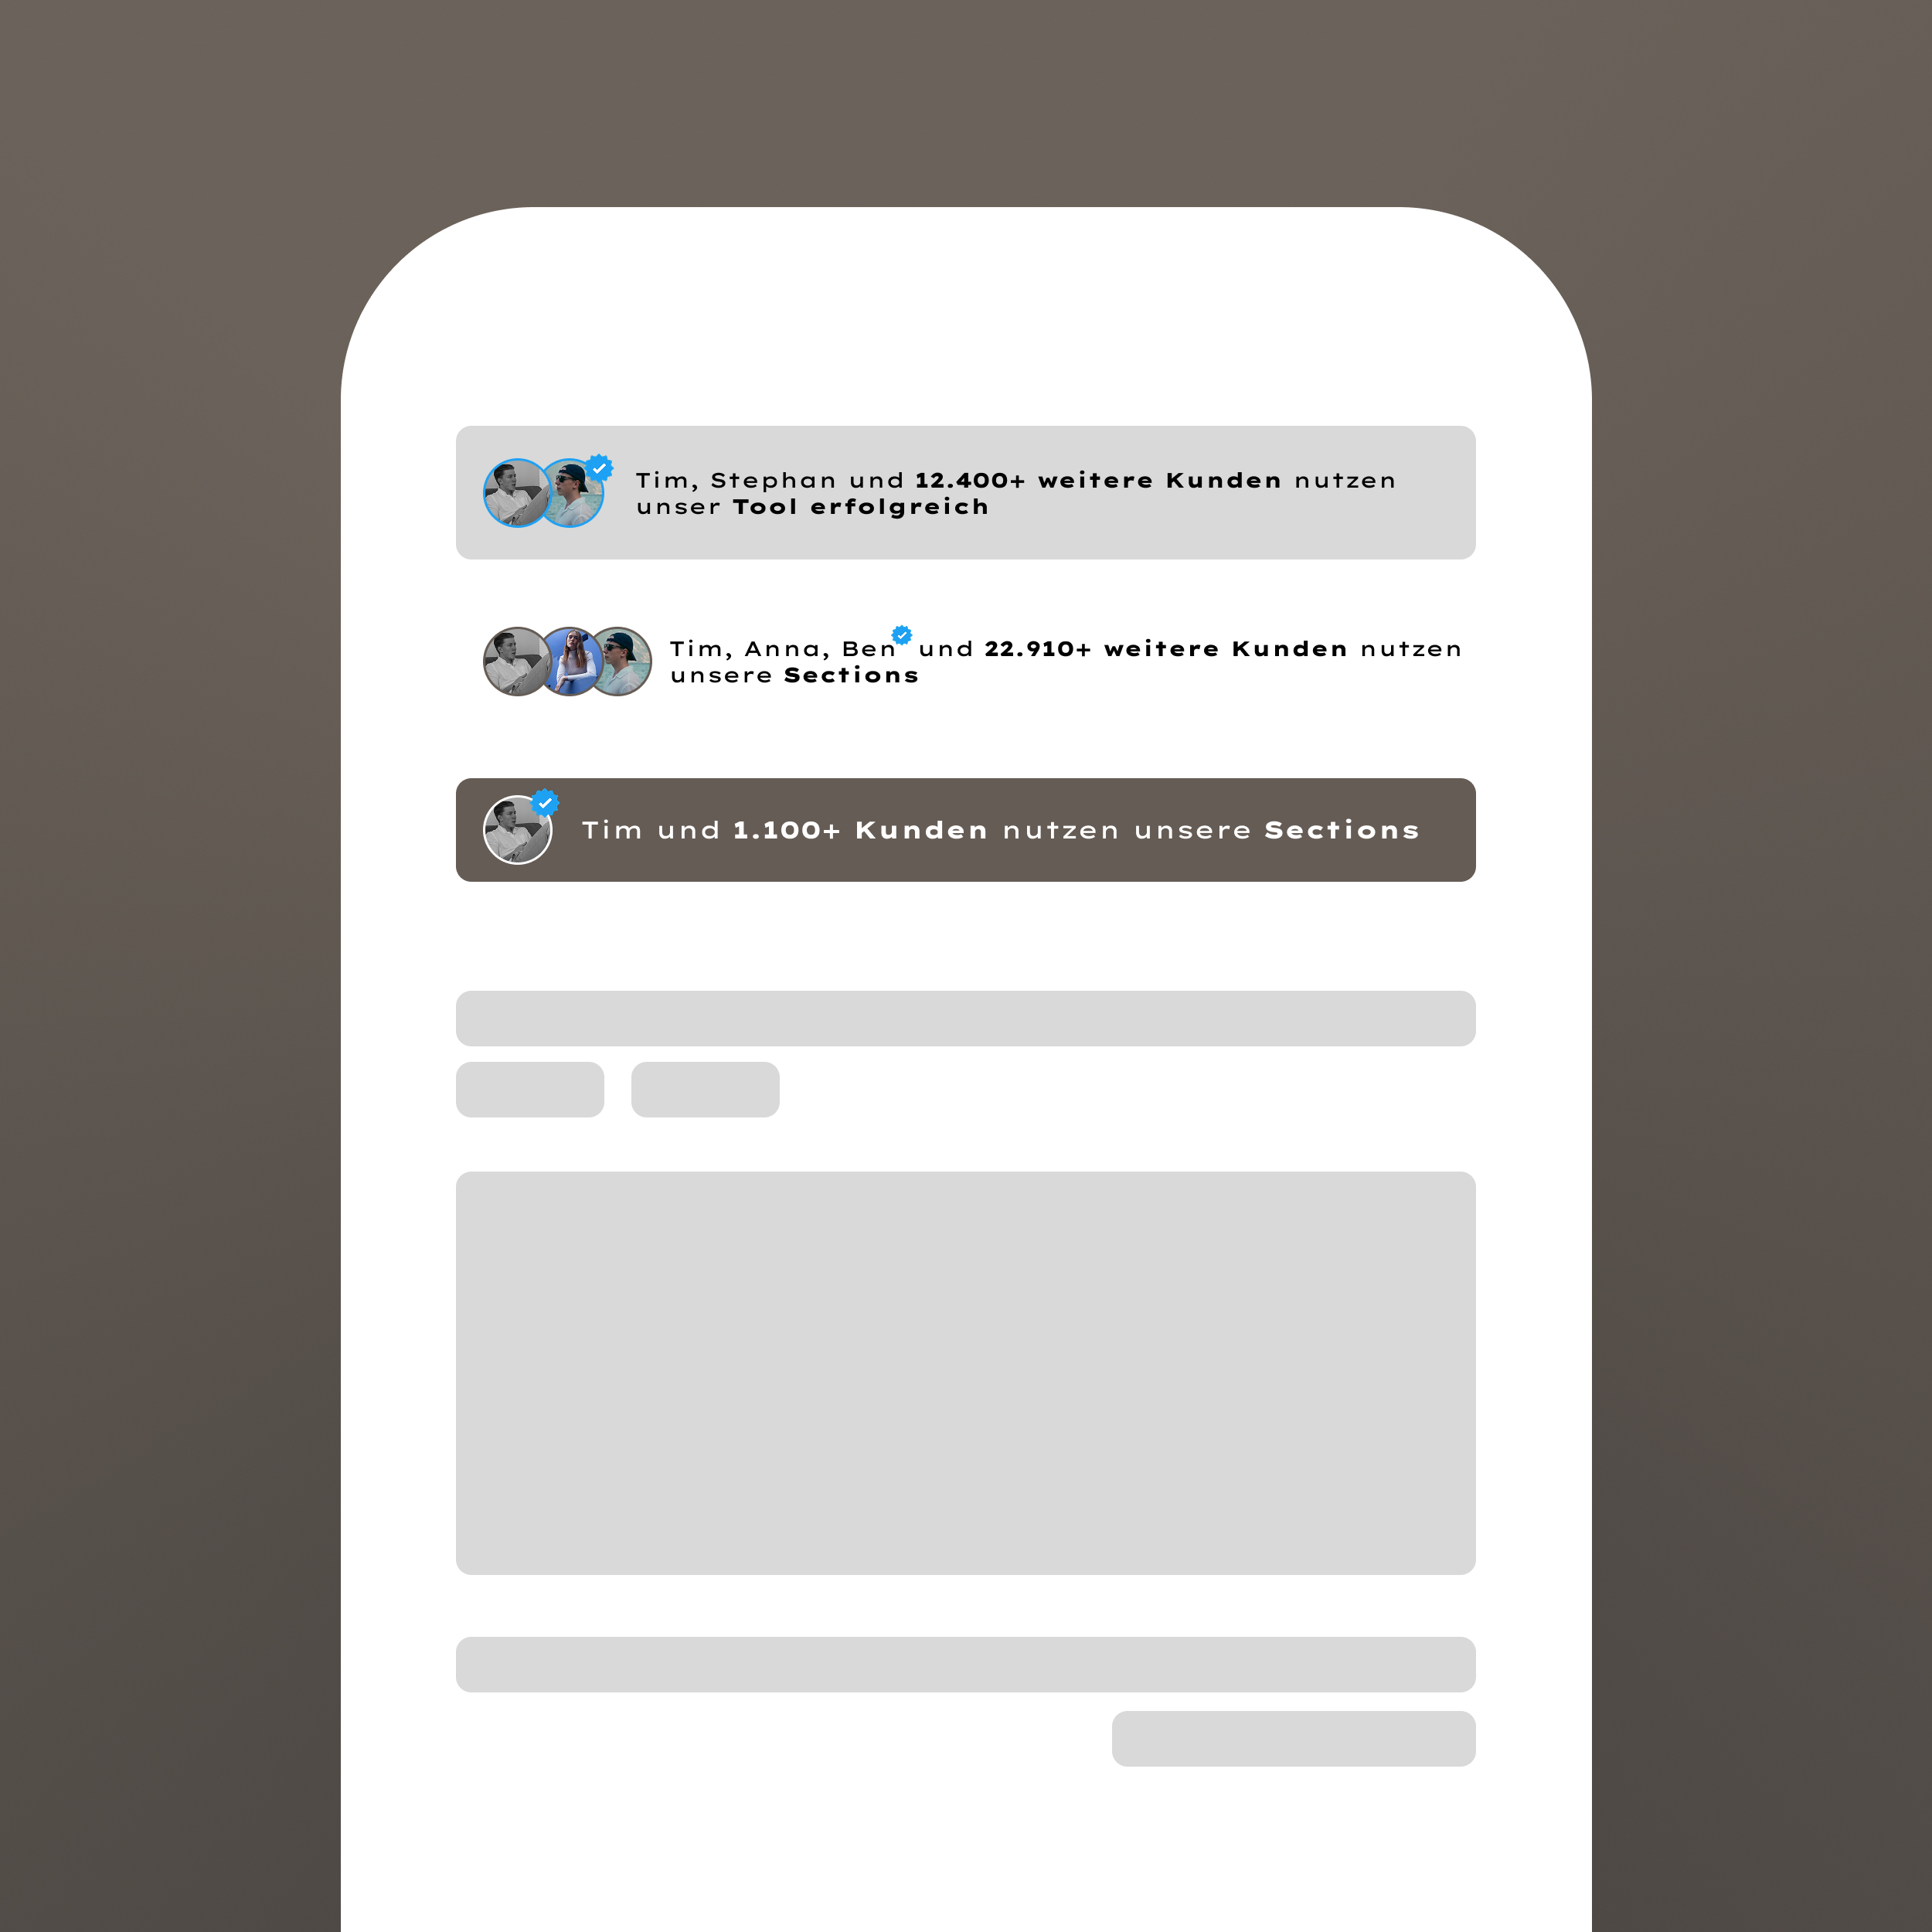 Tim, Stephan und 12.400+ weitere Kunden nutzen
unser Tool erfolgreich
Tim, Anna, Ben und 22.910+ weitere Kunden nutzen
unsere Sections
Tim und 1.100+ Kunden nutzen unsere Sections